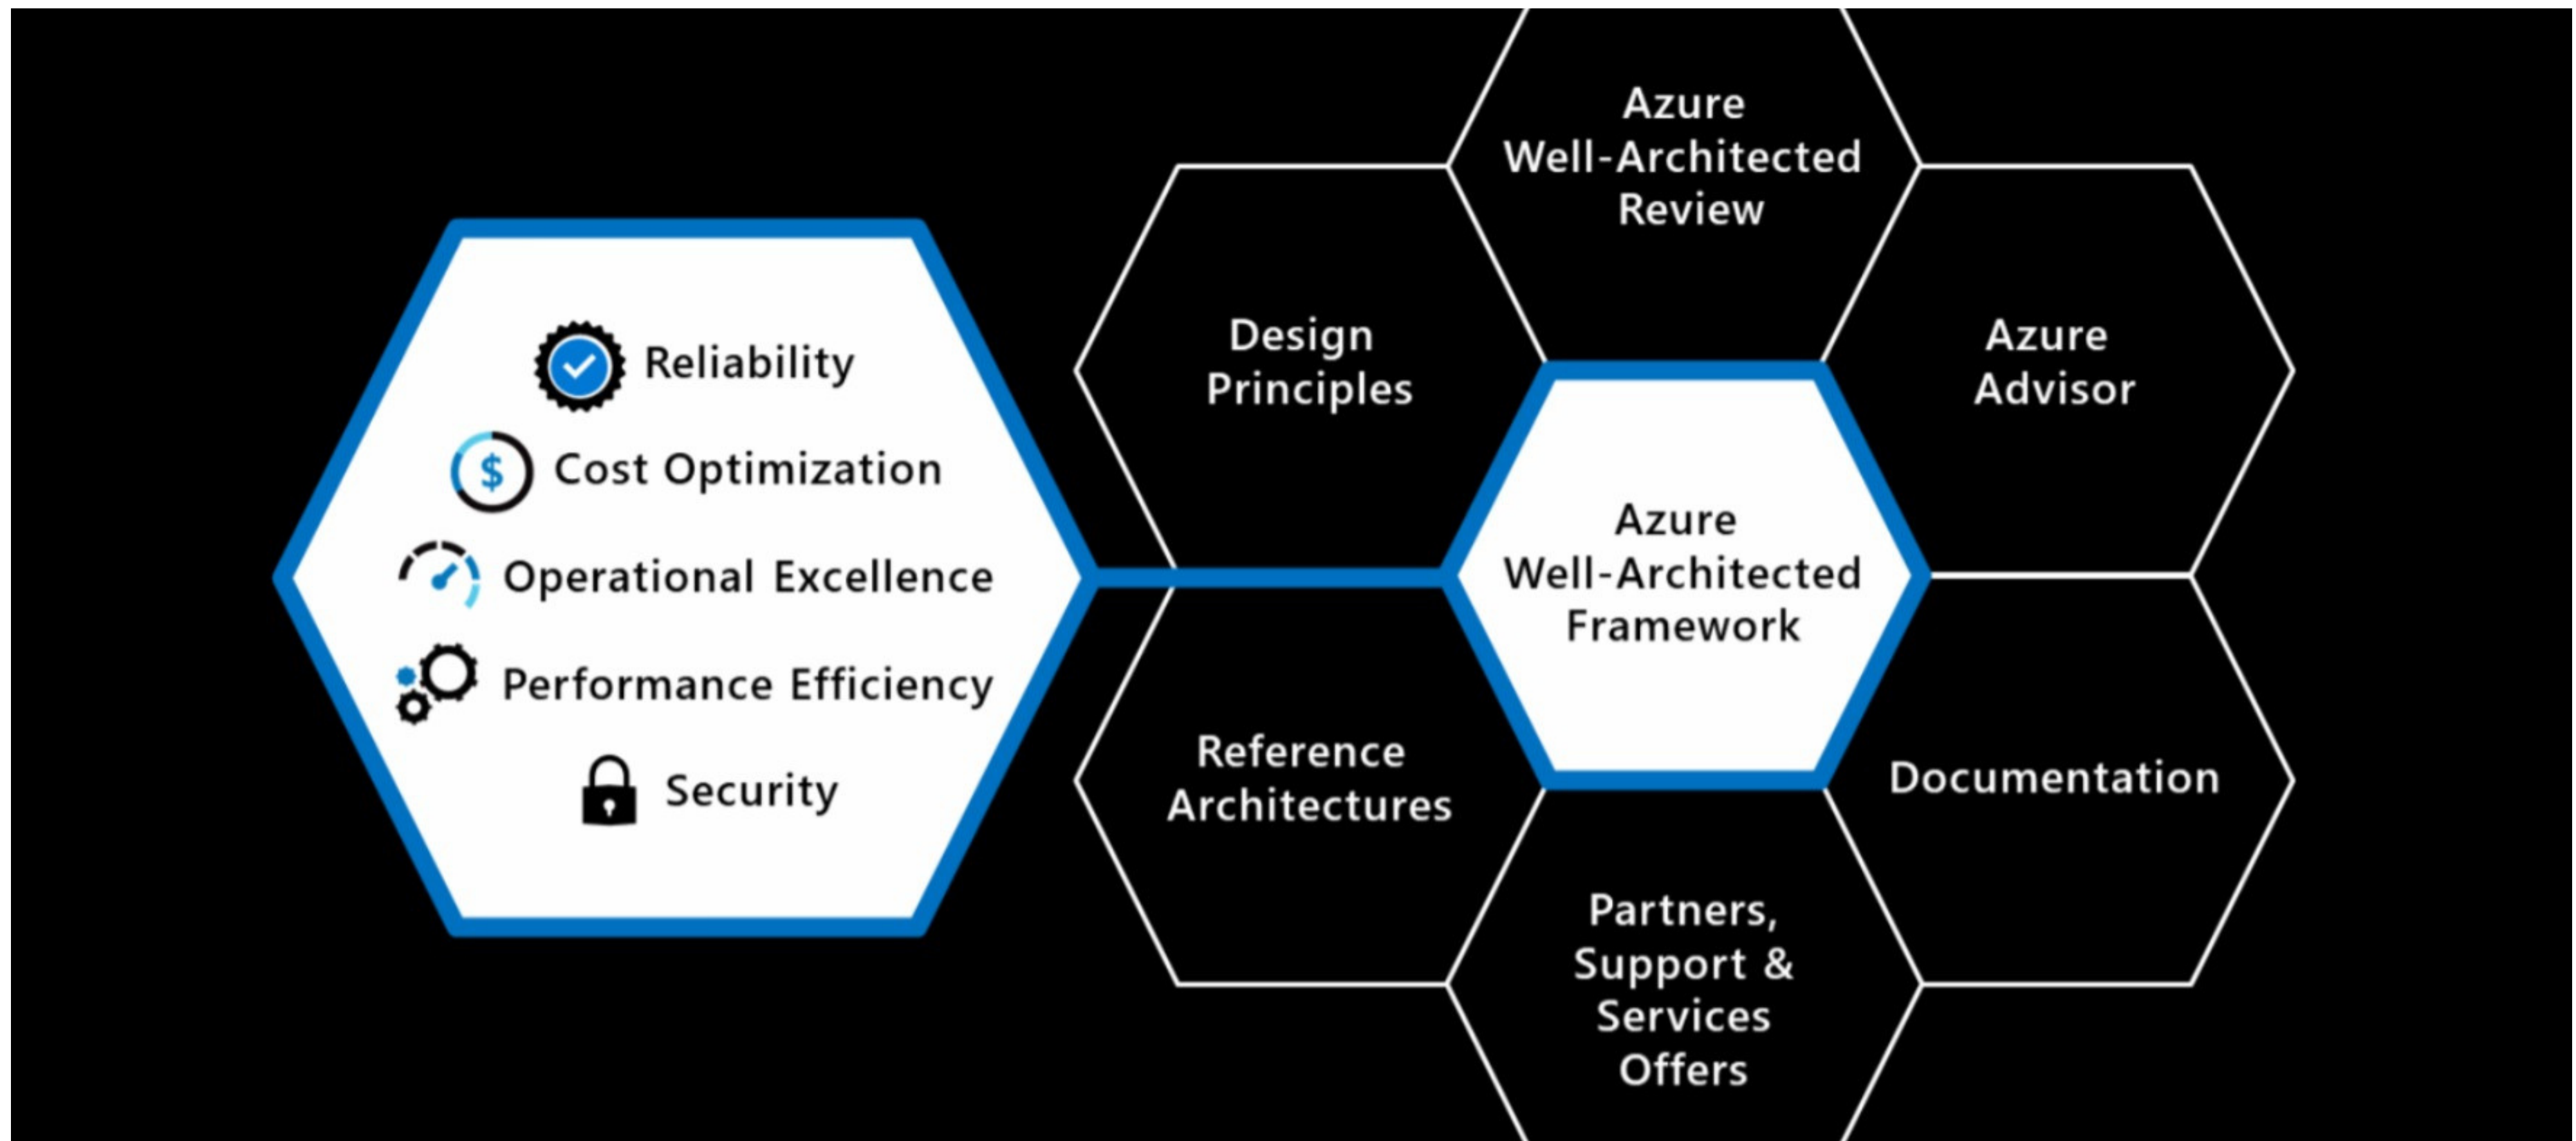 Reliability
$
Cost Optimization
Operational Excellence
Performance Efficiency
Security
Azure
Well-Architected
Review
Design
Principles
Azure
Advisor
Azure
Well-Architected
Framework
Reference
Architectures
Documentation
Partners,
Support &
Services
Offers